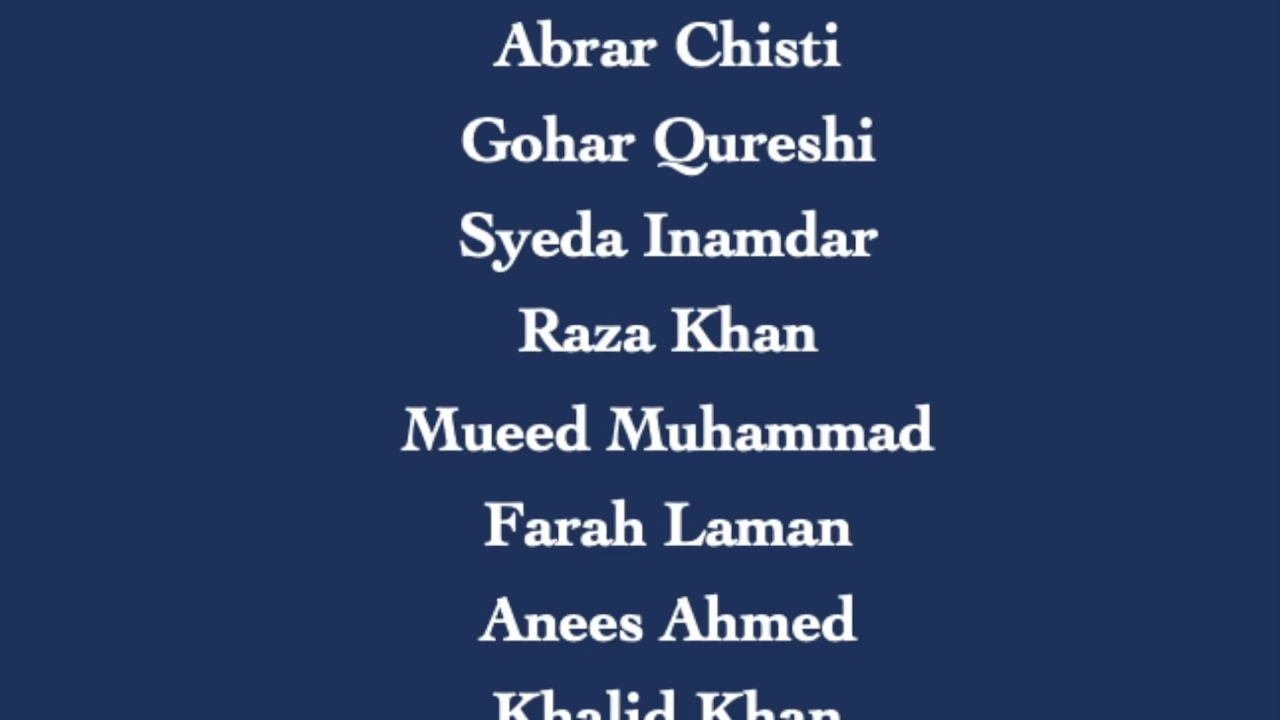 Abrar Chisti
Gohar Qureshi
Syeda Inamdar
Raza Khan
Mueed Muhammad
Farah Laman
Anees Ahmed
Khalid Khan